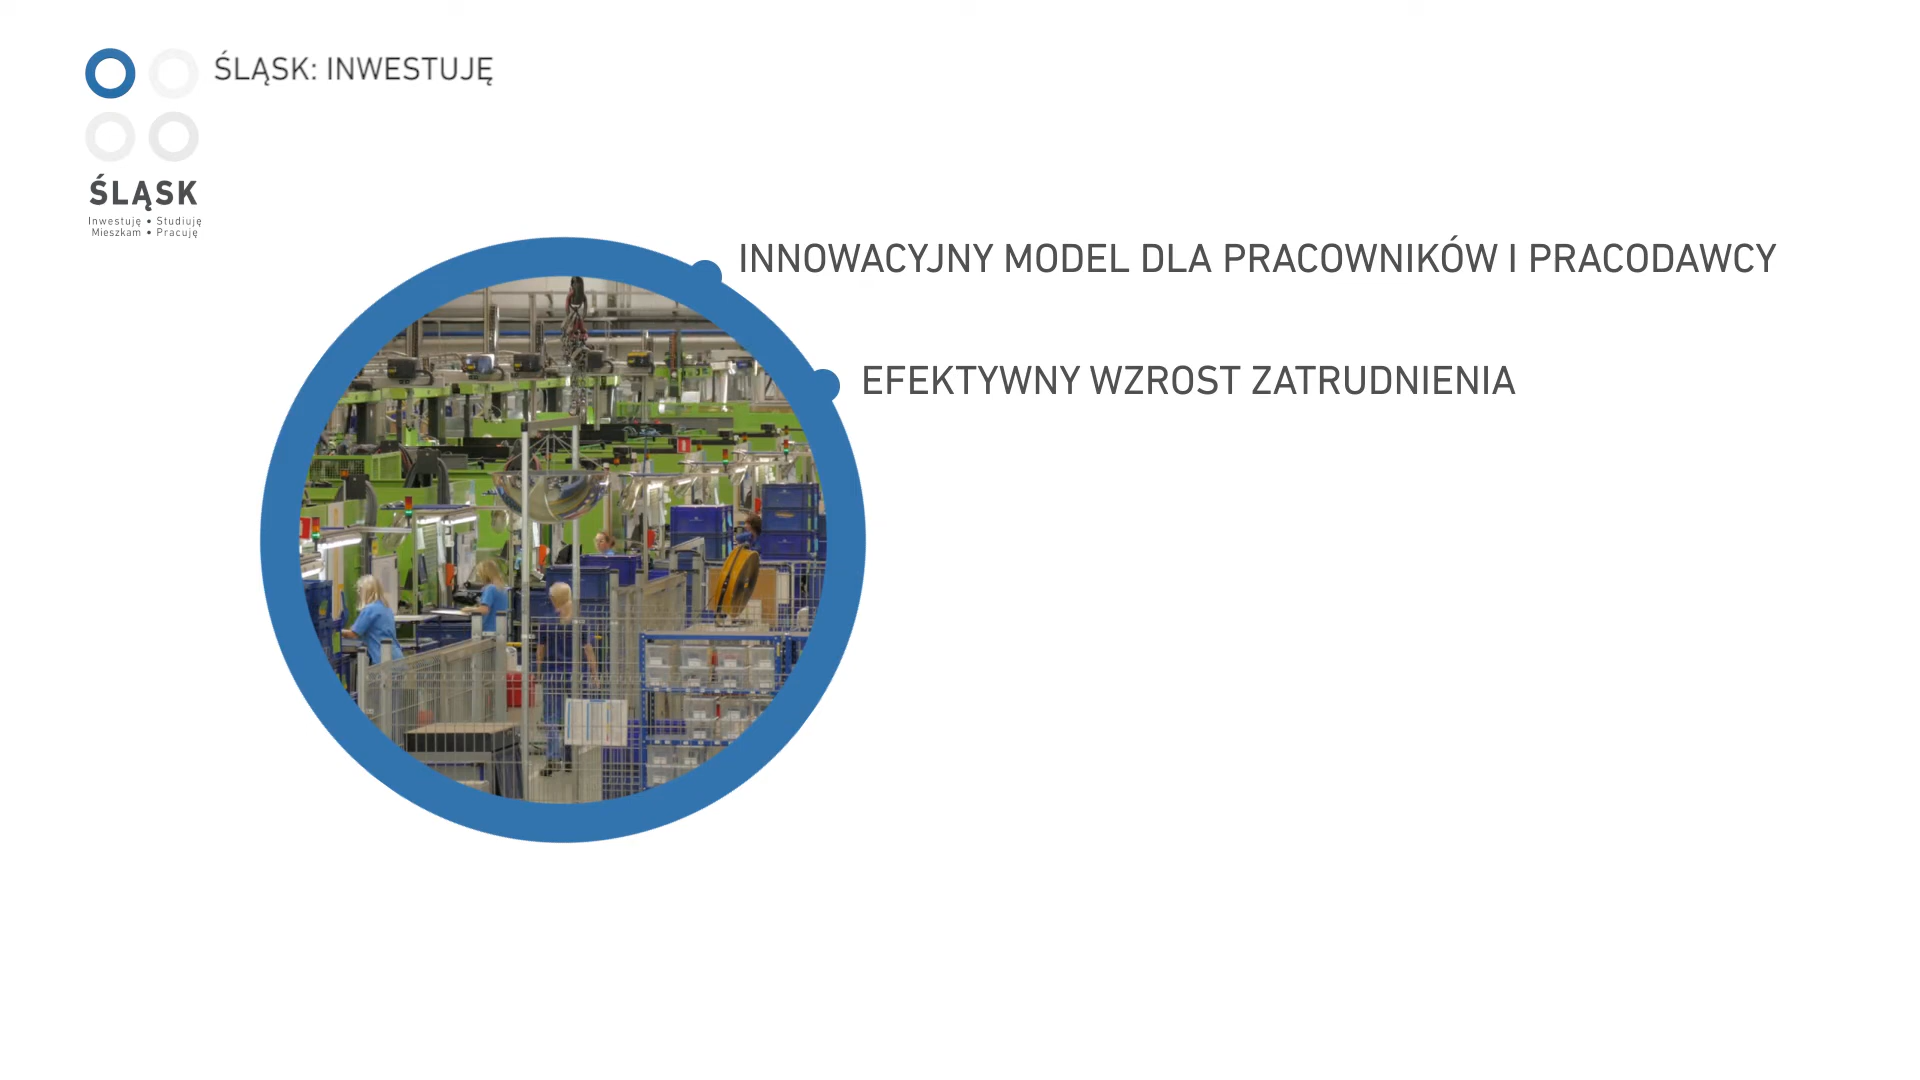 ŚLĄSK: INWESTUJĘ
ŚLĄSK
Inwestuję • Studiuję
Mieszkam • Pracuję
INNOWACYJNY MODEL DLA PRACOWNIKÓW I PRACODAWCY
EFEKTYWNY WZROST ZATRUDNIENIA